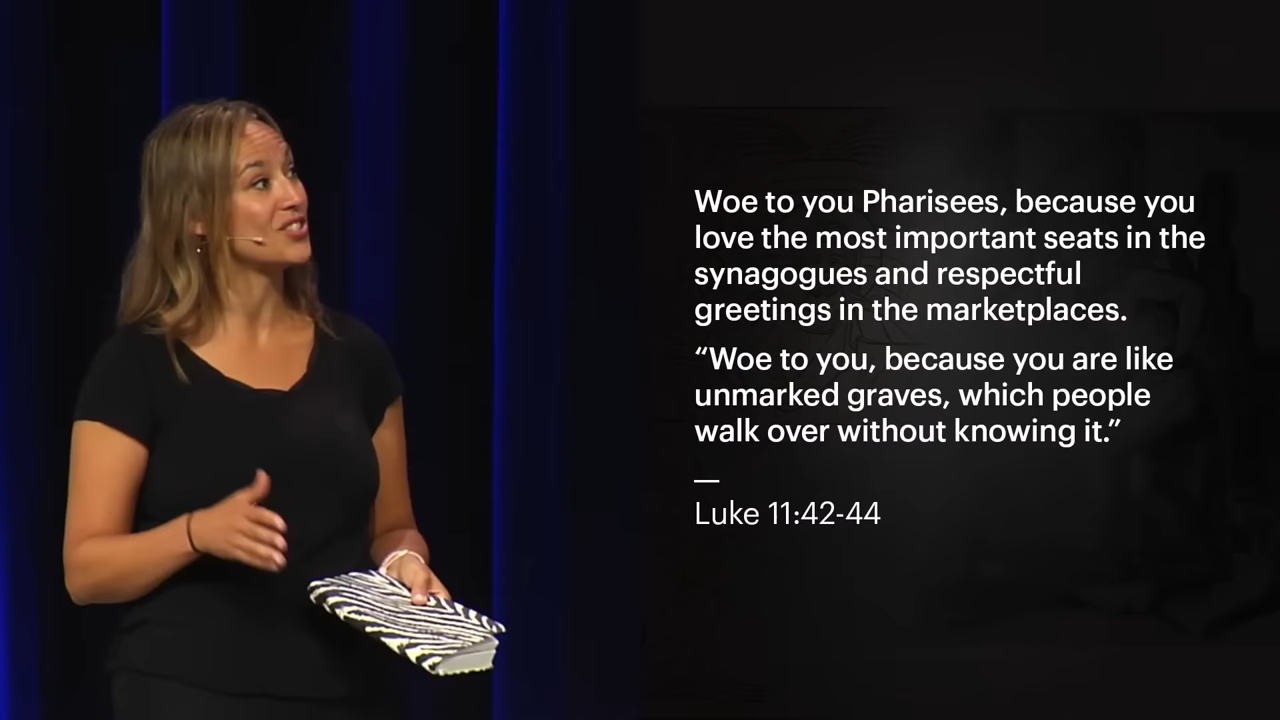 Woe to you Pharisees, because you
love the most important seats in the
synagogues and respectful
greetings in the marketplaces.
“Woe to you, because you are like
unmarked graves, which people
walk over without knowing it.”
—
Luke 11:42-44